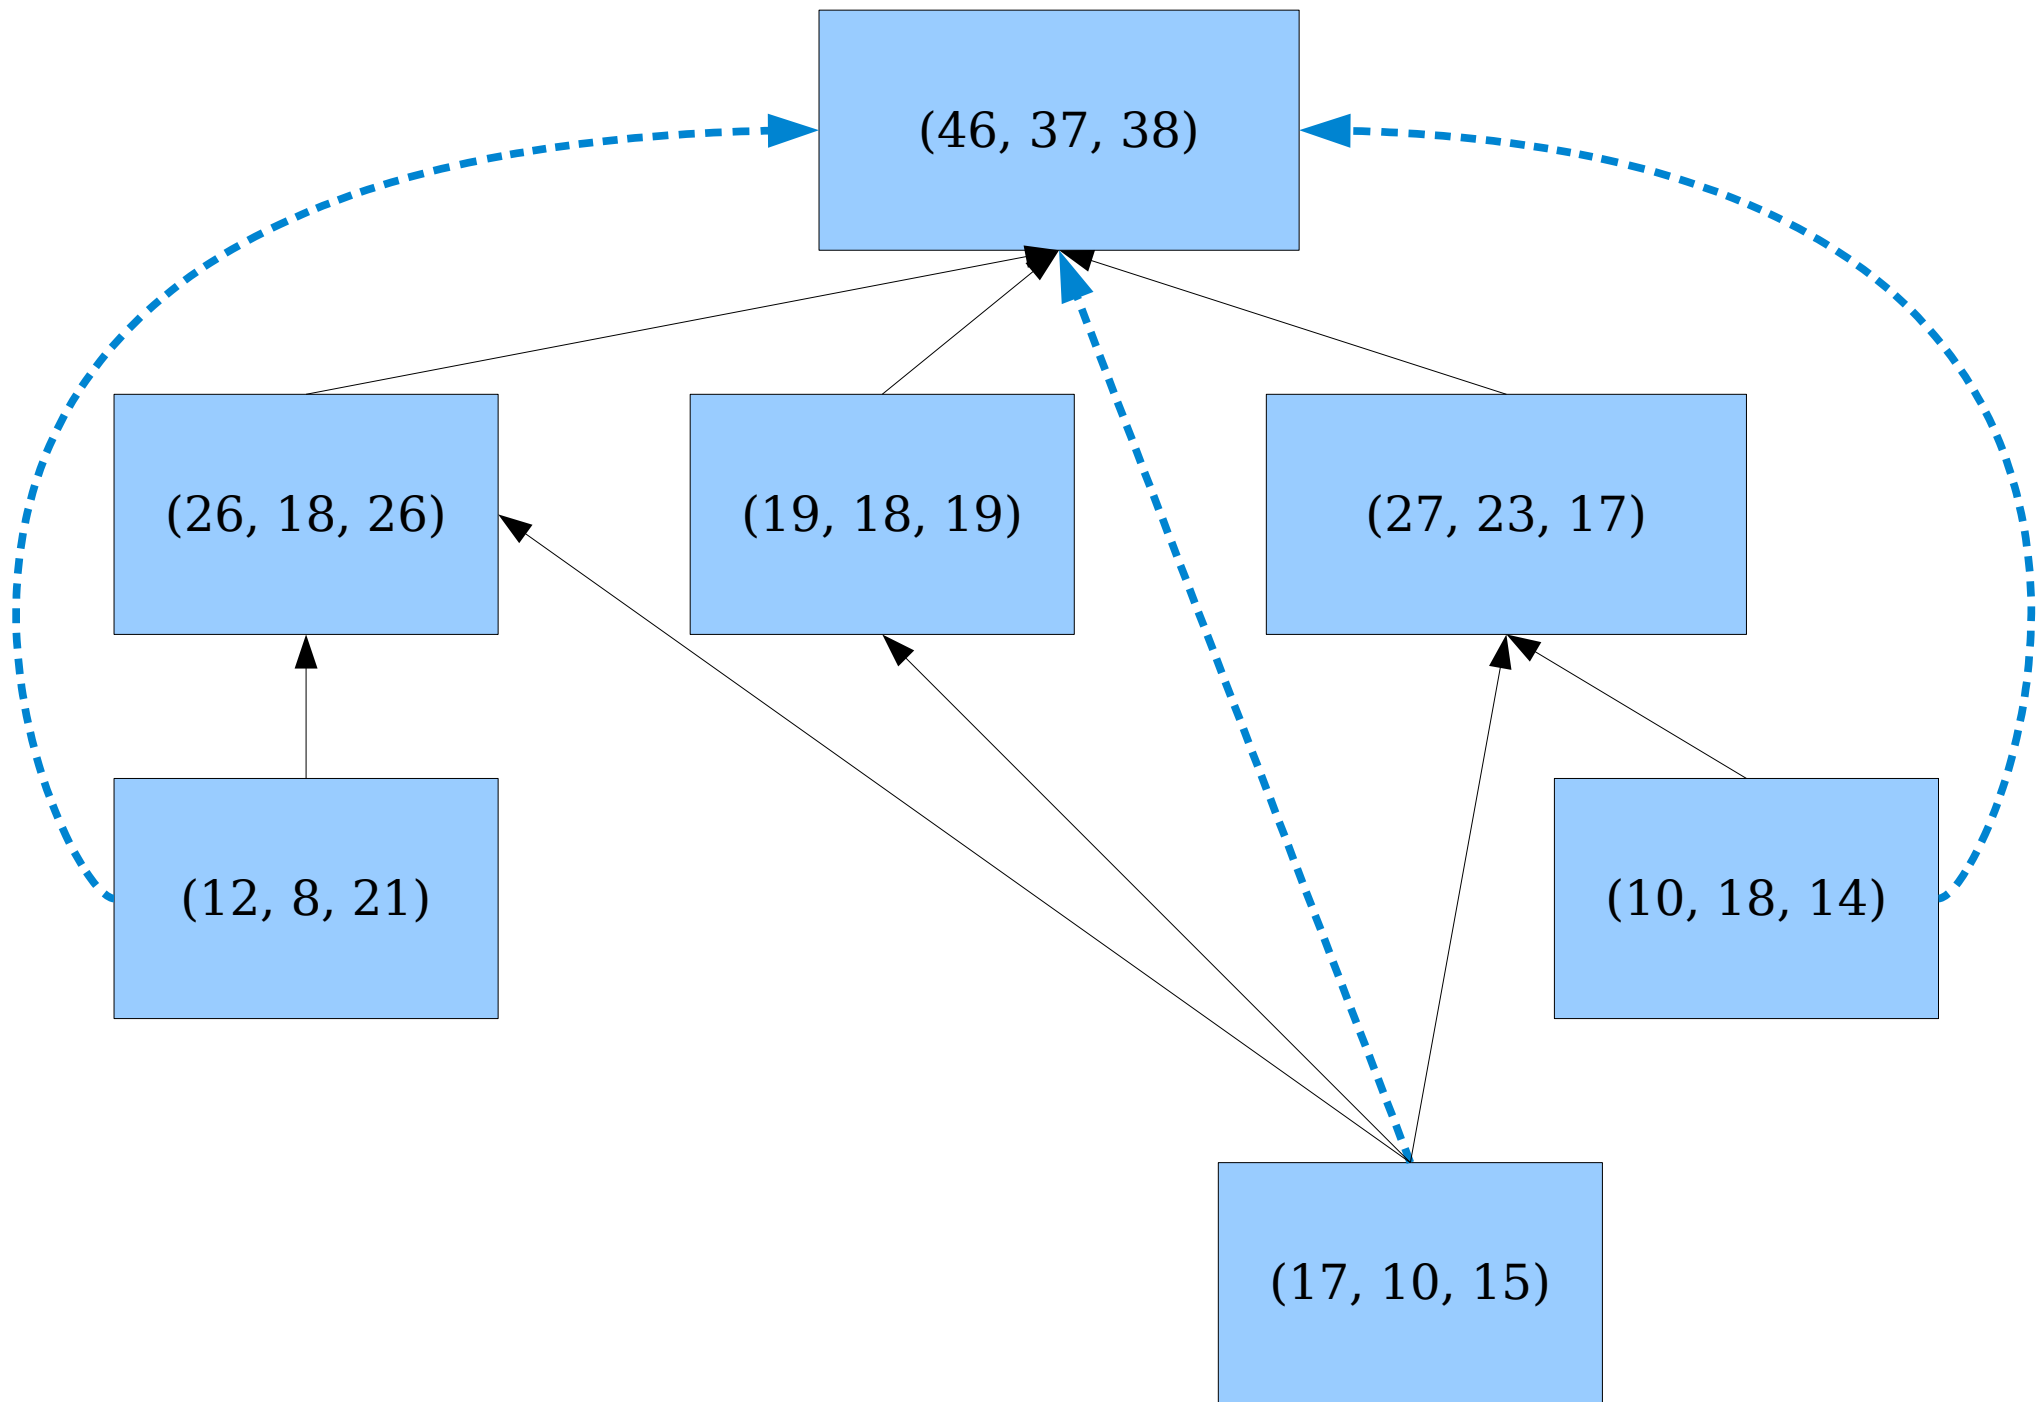 (46, 37, 38)
(26, 18, 26)
(19, 18, 19)
(27, 23, 17)
(12, 8, 21)
(10, 18, 14)
(17, 10, 15)